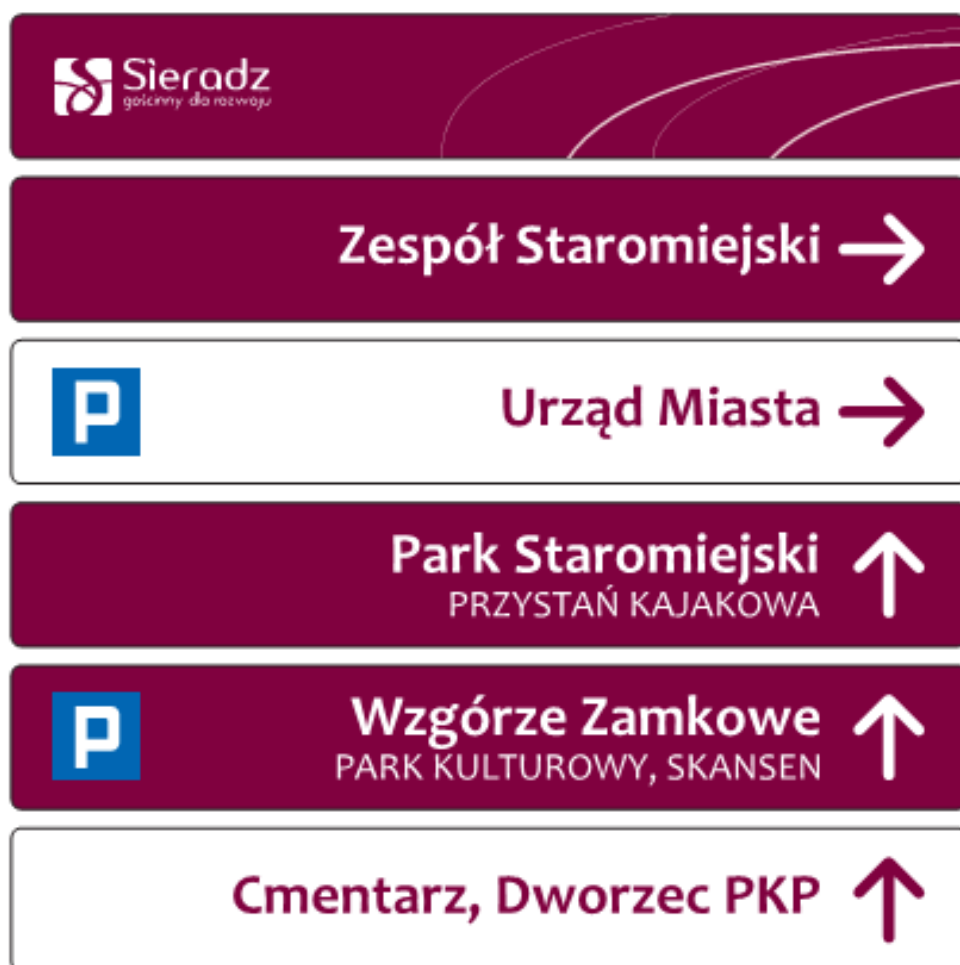 Sieradz
gościnny dla rozwoju
Zespół Staromiejski
P
Urząd Miasta
Park Staromiejski
PRZYSTAŃ KAJAKOWA
P
Wzgórze Zamkowe
PARK KULTUROWY, SKANSEN
Cmentarz, Dworzec PKP